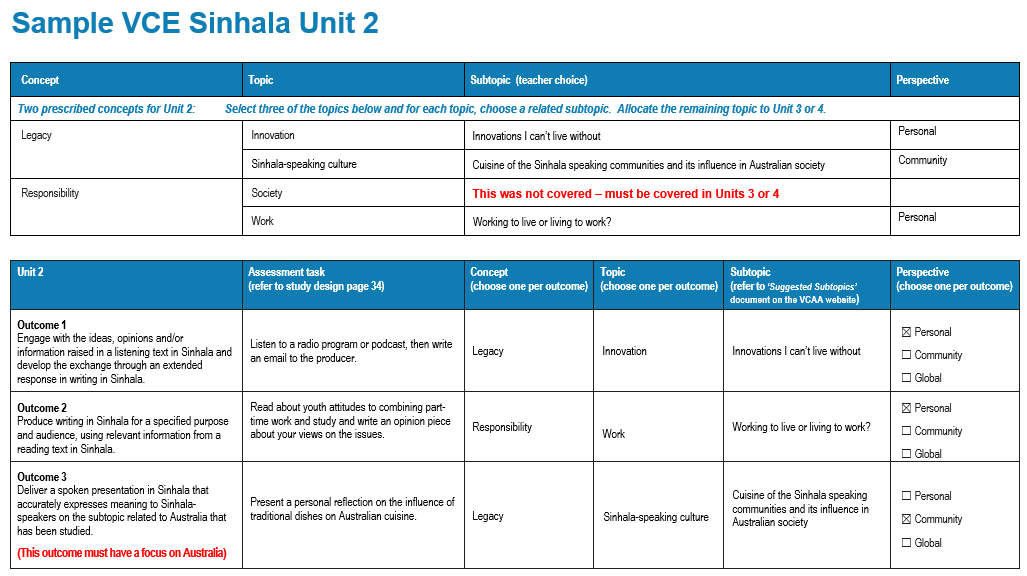 Sample VCE Sinhala Unit 2
Concept
Topic
Subtopic (teacher choice)
Perspective
Two prescribed concepts for Unit 2: Select three of the topics below and for each topic, choose a related subtopic. Allocate the remaining topic to Unit 3 or 4.
Legacy
Innovation
Innovations I can't live without
Personal
Sinhala-speaking culture
Cuisine of the Sinhala speaking communities and its influence in Australian society
Community
Responsibility
Society
This was not covered – must be covered in Units 3 or 4
Work
Working to live or living to work?
Personal
Unit 2
Assessment task
(refer to study design page 34)
Concept
(choose one per outcome)
Topic
(choose one per outcome)
Subtopic
(refer to 'Suggested Subtopics'
document on the VCAA website)
Perspective
(choose one per outcome)
Outcome 1
Engage with the ideas, opinions and/or
information raised in a listening text in Sinhala and
develop the exchange through an extended
response in writing in Sinhala.
Listen to a radio program or podcast, then write
an email to the producer.
Legacy
Innovation
Innovations I can't live without
☒ Personal
☐ Community
☐ Global
Outcome 2
Produce writing in Sinhala for a specified purpose
and audience, using relevant information from a
reading text in Sinhala.
Read about youth attitudes to combining part-
time work and study and write an opinion piece
about your views on the issues.
Responsibility
Work
Working to live or living to work?
☒ Personal
☐ Community
☐ Global
Outcome 3
Deliver a spoken presentation in Sinhala that
accurately expresses meaning to Sinhala-
speakers on the subtopic related to Australia that
has been studied.
(This outcome must have a focus on Australia)
Present a personal reflection on the influence of
traditional dishes on Australian cuisine.
Legacy
Sinhala-speaking culture
Cuisine of the Sinhala speaking
communities and its influence in
Australian society
☐ Personal
☒ Community
☐ Global